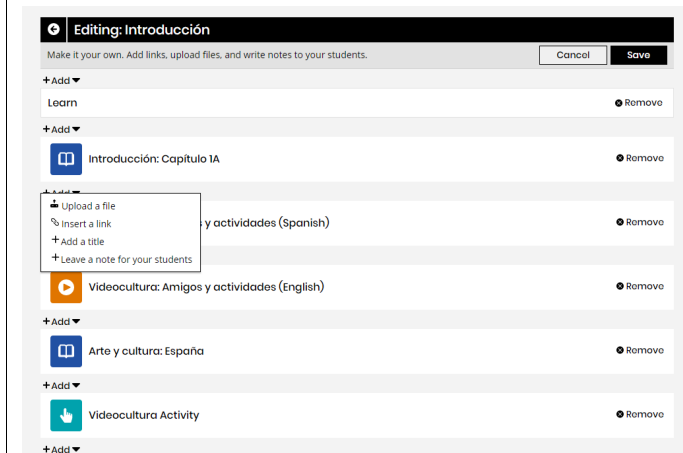 Editing: Introducción
Make it your own. Add links, upload files, and write notes to your students.
Cancel
Save
+Add
Learn
Remove
+Add
Introducción: Capítulo 1A
Remove
+Add
Upload a file
Insert a link
+Add a title
+Leave a note for your students
s y actividades (Spanish)
Remove
Videocultura: Amigos y actividades (English)
Remove
+Add
Arte y cultura: España
Remove
+Add
Videocultura Activity
Remove
+Add